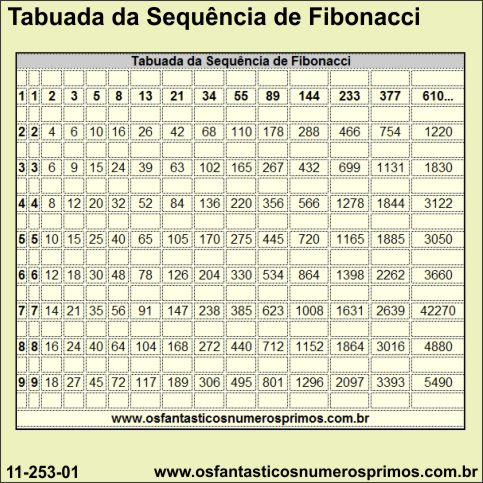 Tabuada da Sequência de Fibonacci
Tabuada da Sequência de Fibonacci
1 1 2 3 5 8 13 21 34 55 89 144 233 377 610...
2 2 4 6 10 16 26 42 68 110 178 288 466 754 1220
3 3 6 9 15 24 39 63 102 165 267 432 699 1131 1830
4 4 8 12 20 32 52 84 136 220 356 566 1278 1844 3122
5 5 10 15 25 40 65 105 170 275 445 720 1165 1885 3050
6 6 12 18 30 48 78 126 204 330 534 864 1398 2262 3660
7 7 14 21 35 56 91 147 238 385 623 1008 1631 2639 42270
8 8 16 24 40 64 104 168 272 440 712 1152 1864 3016 4880
9 9 18 27 45 72 117 189 306 495 801 1296 2097 3393 5490
www.osfantasticosnumerosprimos.com.br
11-253-01 www.osfantasticosnumerosprimos.com.br